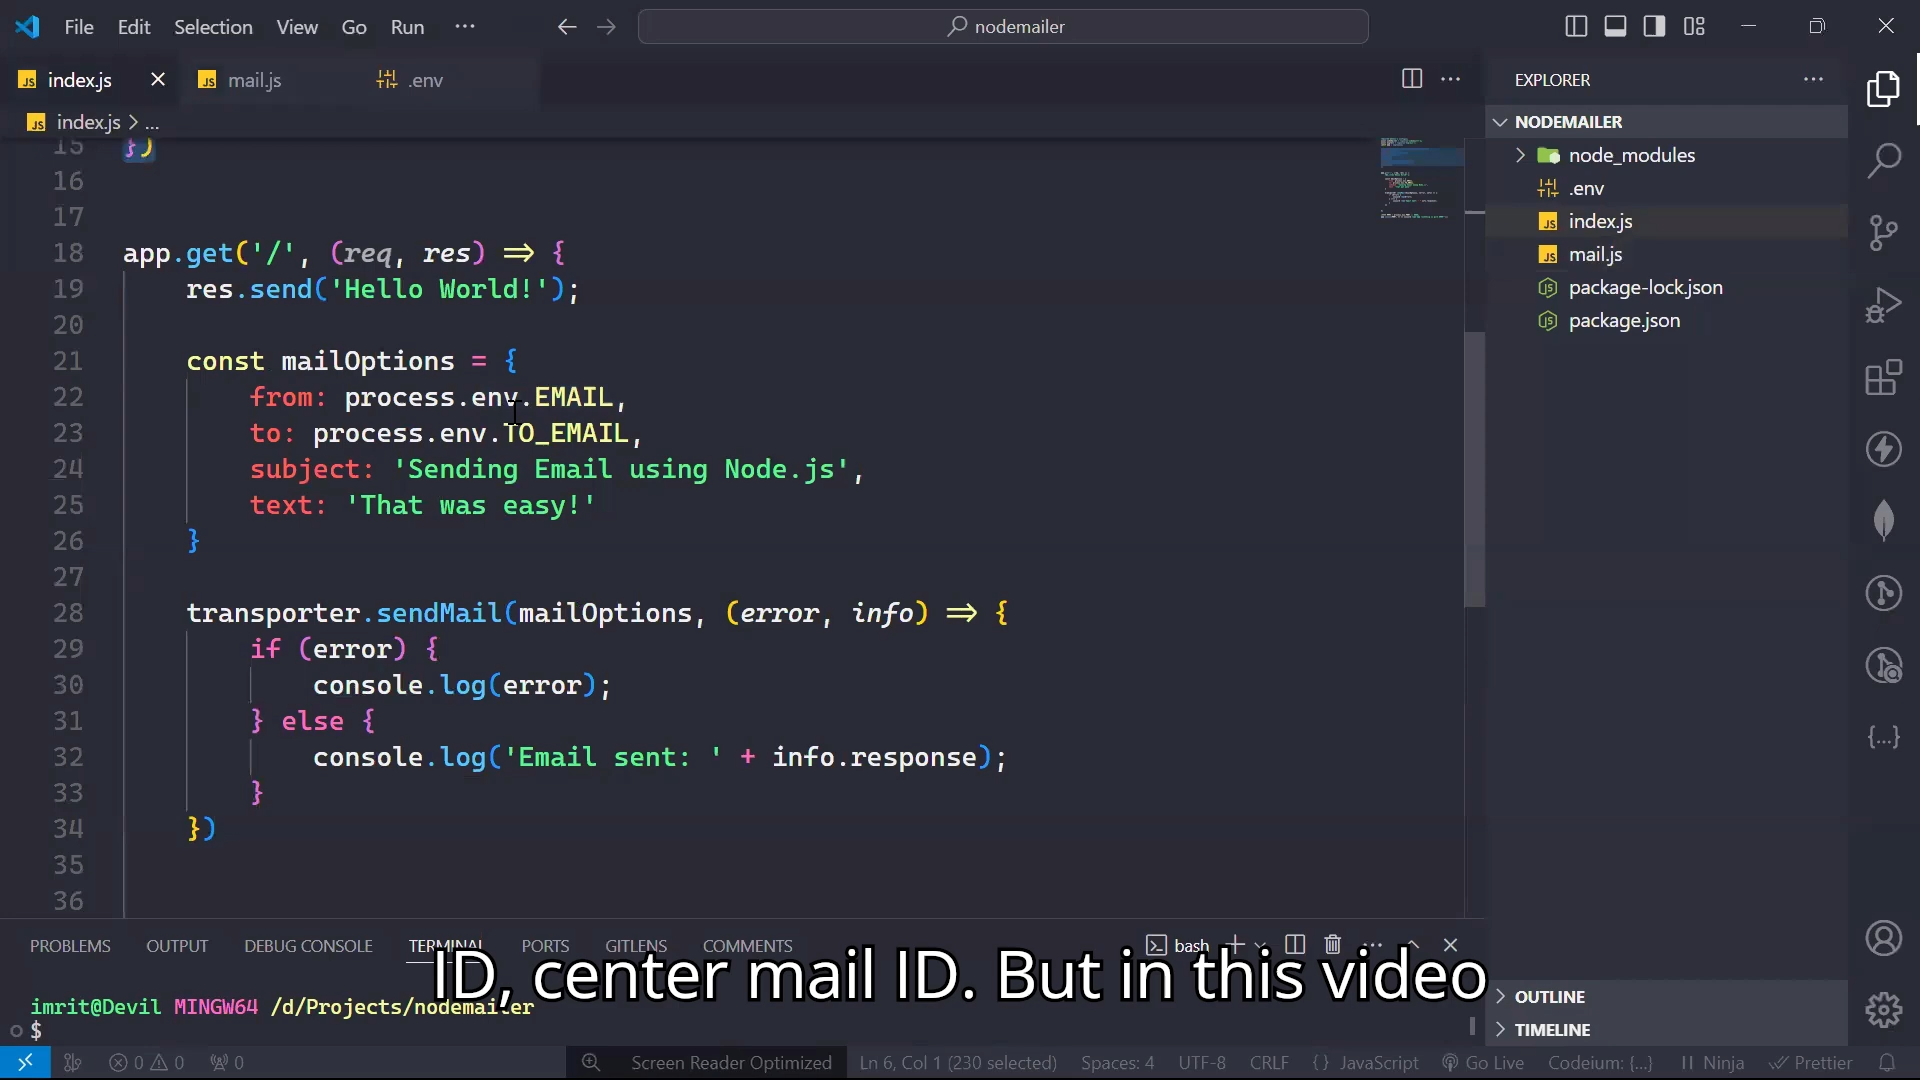 File Edit Selection View Go Run ···
nodemailer
index.js
mail.js
.env
index.js > ...
EXPLORER
NODEMAILER
node_modules
.env
index.js
mail.js
package-lock.json
package.json
15 })
16
17
18 app.get('/', (req, res) => {
19 res.send('Hello World!');
20
21 const mailOptions = {
22 from: process.env.EMAIL,
23 to: process.env.TO_EMAIL,
24 subject: 'Sending Email using Node.js',
25 text: 'That was easy!'
26 }
27
28 transporter.sendMail(mailOptions, (error, info) => {
29 if (error) {
30 console.log(error);
31 } else {
32 console.log('Email sent: ' + info.response);
33 }
34 })
35
36
PROBLEMS OUTPUT DEBUG CONSOLE TERMINAL PORTS GITLENS COMMENTS
bash
ID, center mail ID. But in this video
imrit@Devil MINGW64 /d/Projects/nodemailer
$
OUTLINE
TIMELINE
0 0 0
Screen Reader Optimized Ln 6, Col 1 (230 selected) Spaces: 4 UTF-8 CRLF {} JavaScript Go Live Codeium: {...} Ninja Prettier